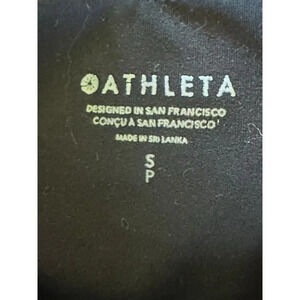 ATHLETA
DESIGNED IN SAN FRANCISCO
CONÇU À SAN FRANCISCO
MADE IN SRI LANKA
S
P